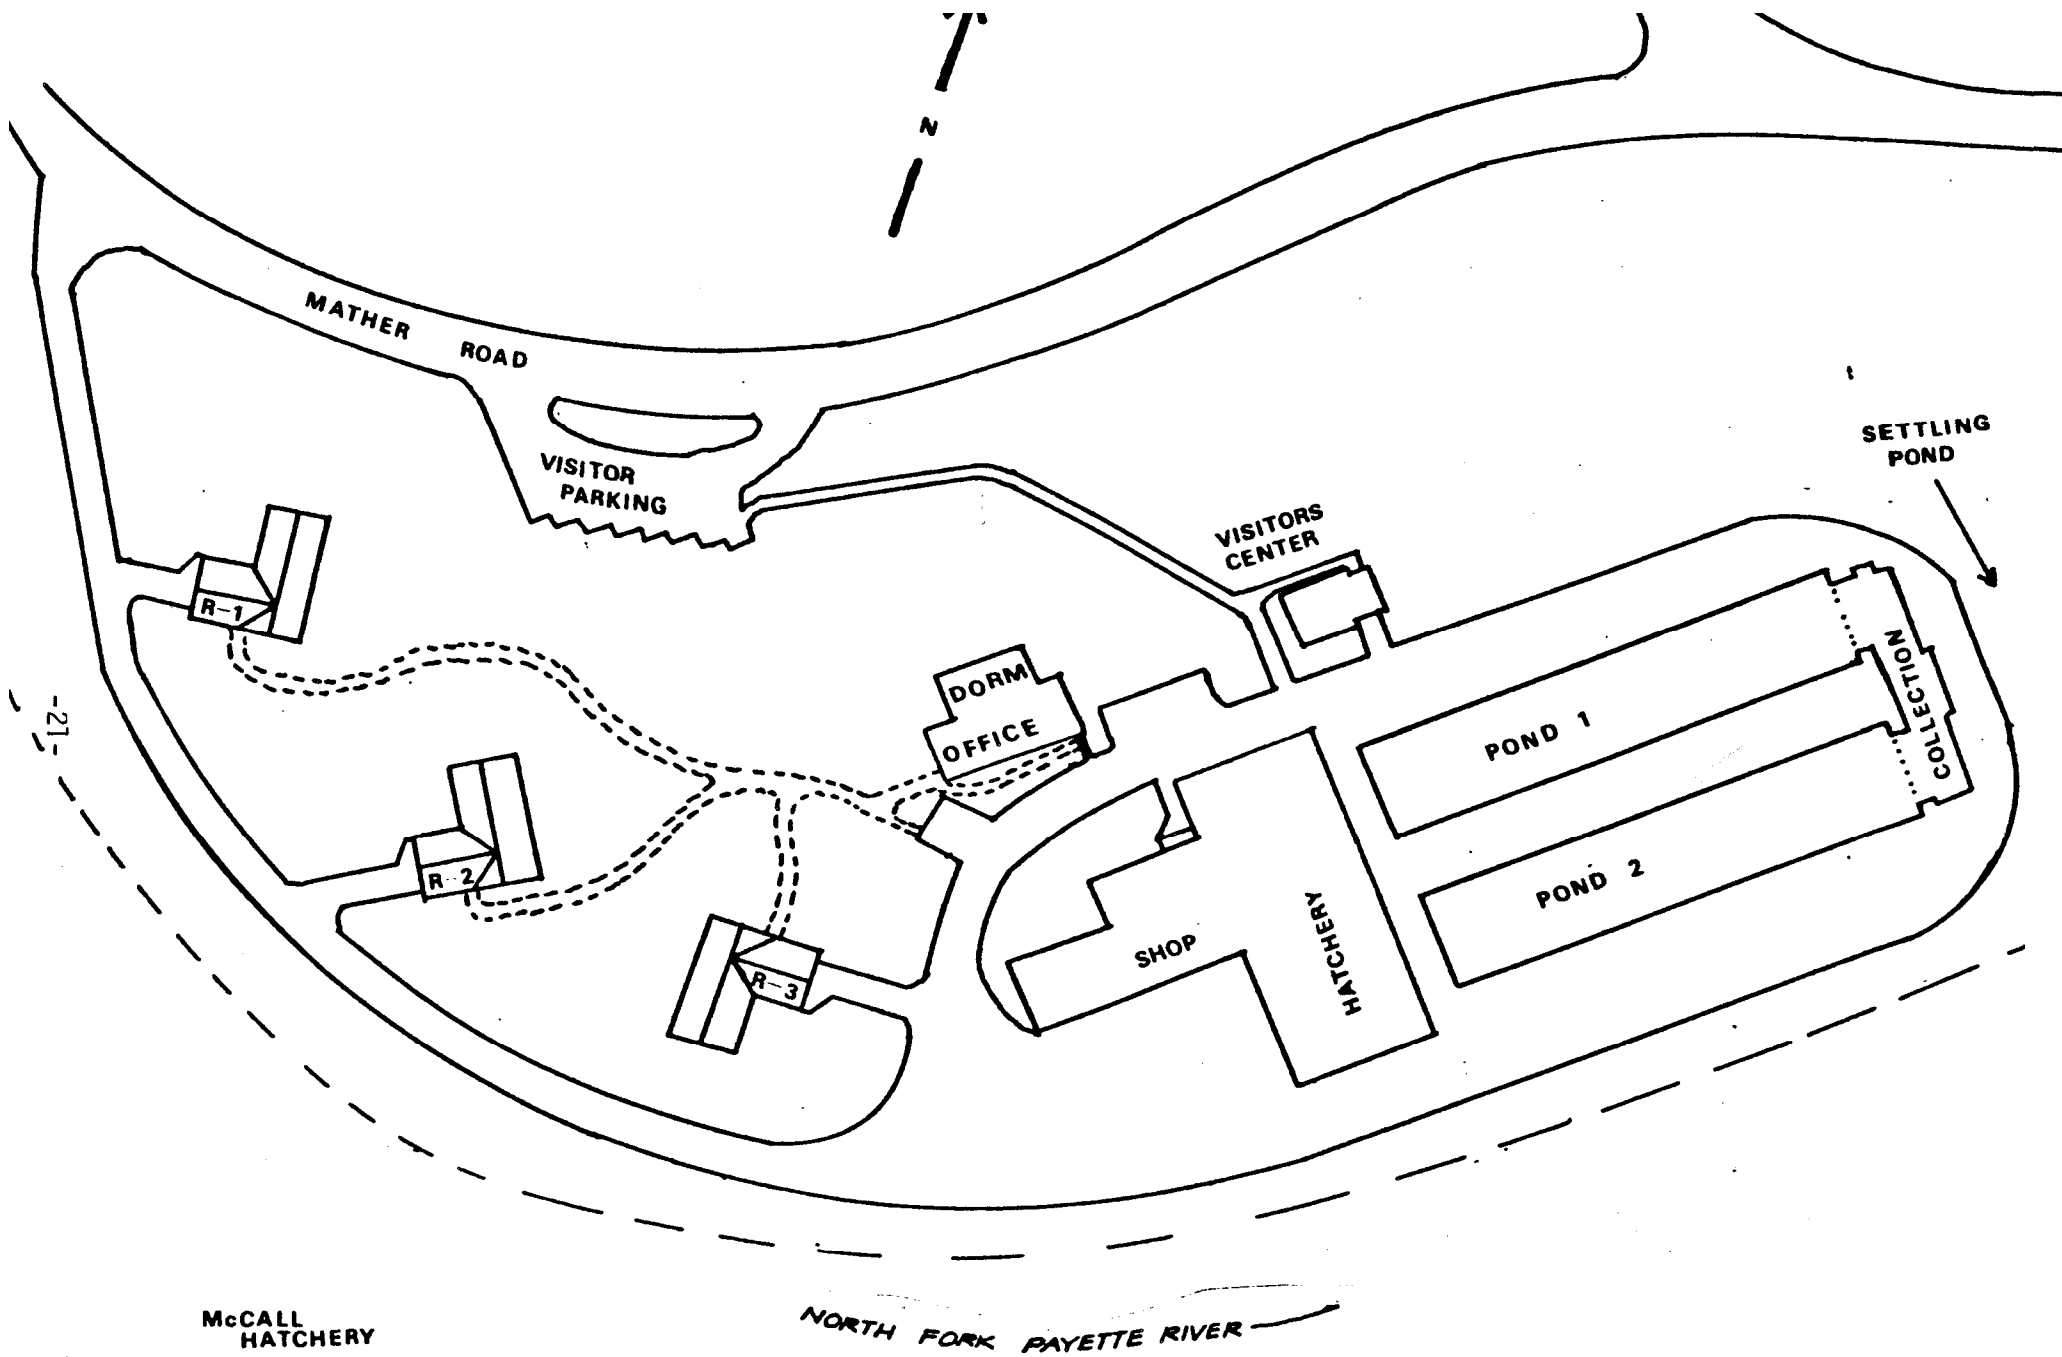 N
MATHER ROAD
VISITOR
PARKING
SETTLING
POND
VISITORS
CENTER
R-1
DORM
OFFICE
COLLECTION
POND 1
-21-
R-2
POND 2
R-3
SHOP
HATCHERY
McCALL
HATCHERY
NORTH FORK PAYETTE RIVER